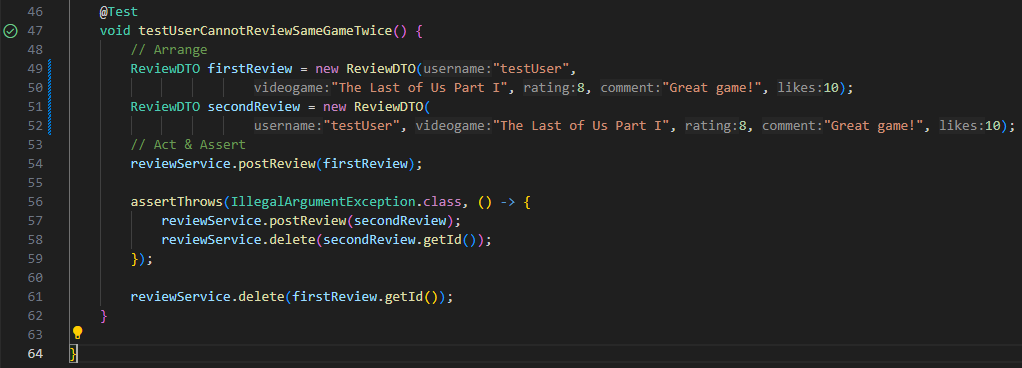 46 @Test
47 void testUserCannotReviewSameGameTwice() {
48 // Arrange
49 ReviewDTO firstReview = new ReviewDTO(username:"testUser",
50 videogame:"The Last of Us Part I", rating:8, comment:"Great game!", likes:10);
51 ReviewDTO secondReview = new ReviewDTO(
52 username:"testUser", videogame:"The Last of Us Part I", rating:8, comment:"Great game!", likes:10);
53 // Act & Assert
54 reviewService.postReview(firstReview);
55
56 assertThrows(IllegalArgumentException.class, () -> {
57 reviewService.postReview(secondReview);
58 reviewService.delete(secondReview.getId());
59 });
60
61 reviewService.delete(firstReview.getId());
62 }
63
64 }